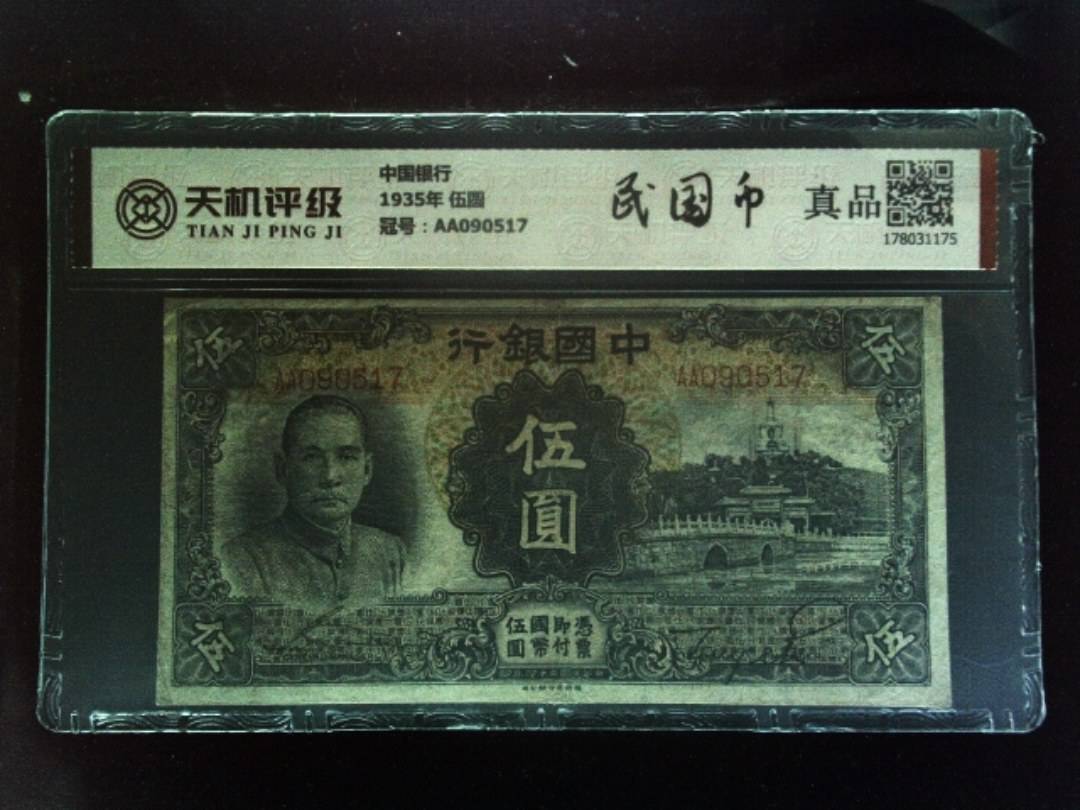 天机评级
TIAN JI PING JI
中国银行
1935年 伍圆
冠号：AA090517
民国币
真品
178031175
行銀國中
AA090517
AA090517
伍
伍
伍
圓
伍國即憑
圓幣付票
伍
伍